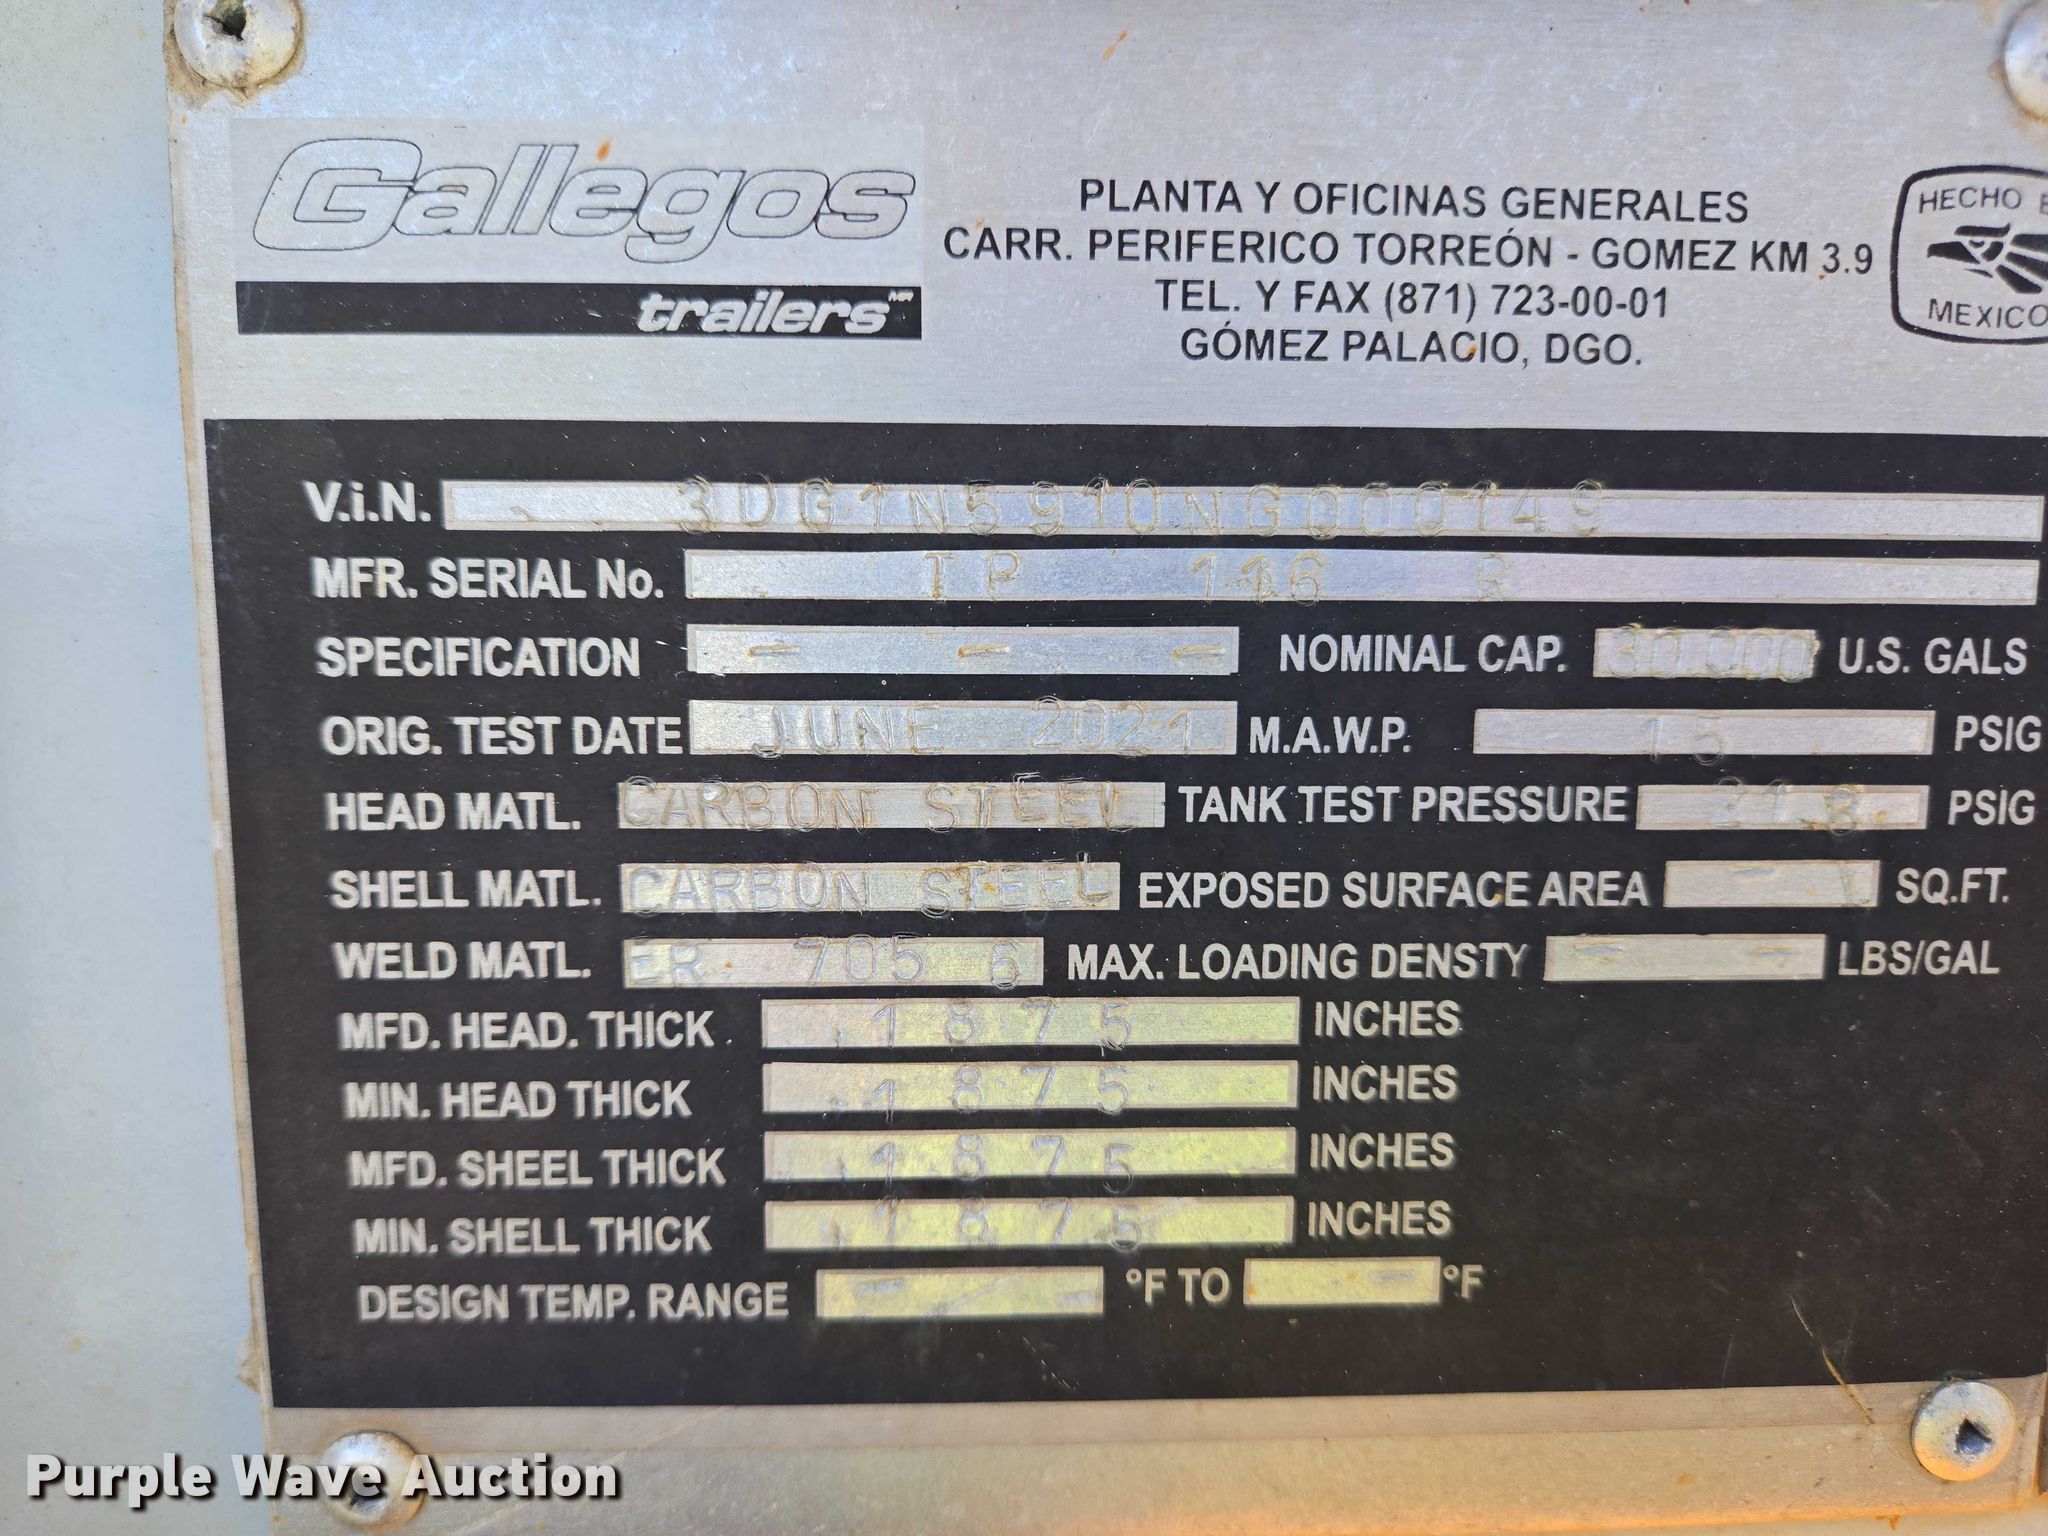 Gallegos
trailers MR
PLANTA Y OFICINAS GENERALES
CARR. PERIFERICO TORREÓN - GOMEZ KM 3.9
TEL. Y FAX (871) 723-00-01
GÓMEZ PALACIO, DGO.
HECHO E
MEXICO
V.i.N. 3DG1N5910NG000149
MFR. SERIAL No. TP 116 R
SPECIFICATION - - - NOMINAL CAP. U.S. GALS
ORIG. TEST DATE JUNE 2021 M.A.W.P. 15 PSIG
HEAD MATL. CARBON STEEL TANK TEST PRESSURE PSIG
SHELL MATL. CARBON STEEL EXPOSED SURFACE AREA - SQ.FT.
WELD MATL. ER 705 6 MAX. LOADING DENSTY - - LBS/GAL
MFD. HEAD. THICK .1875 INCHES
MIN. HEAD THICK .1875 INCHES
MFD. SHEEL THICK .1875 INCHES
MIN. SHELL THICK .1875 INCHES
DESIGN TEMP. RANGE - - °F TO - °F
Purple Wave Auction